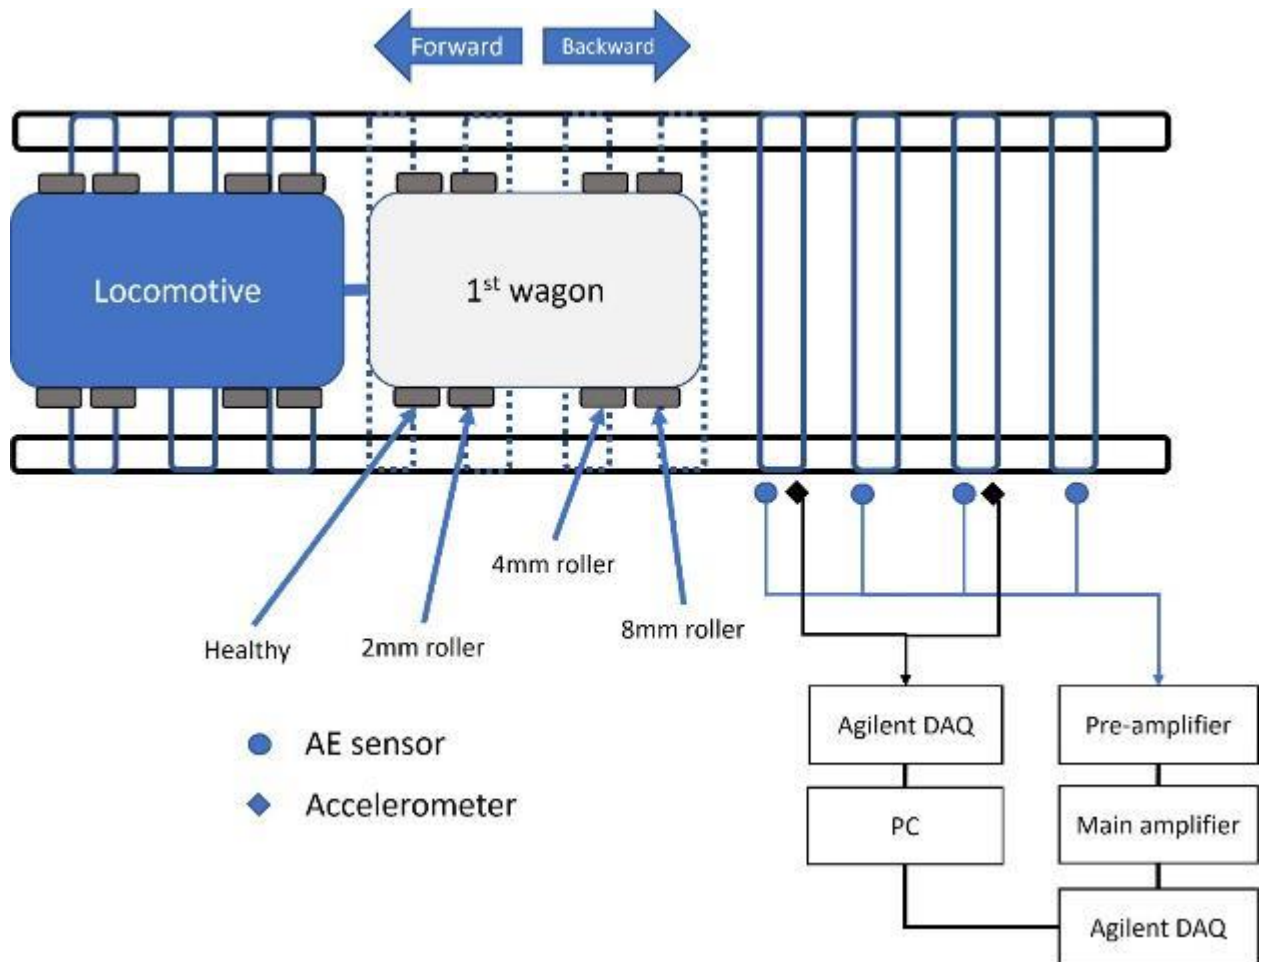 Forward
Backward
Locomotive
1st wagon
4mm roller
8mm roller
2mm roller
Healthy
AE sensor
Accelerometer
Agilent DAQ
Pre-amplifier
PC
Main amplifier
Agilent DAQ